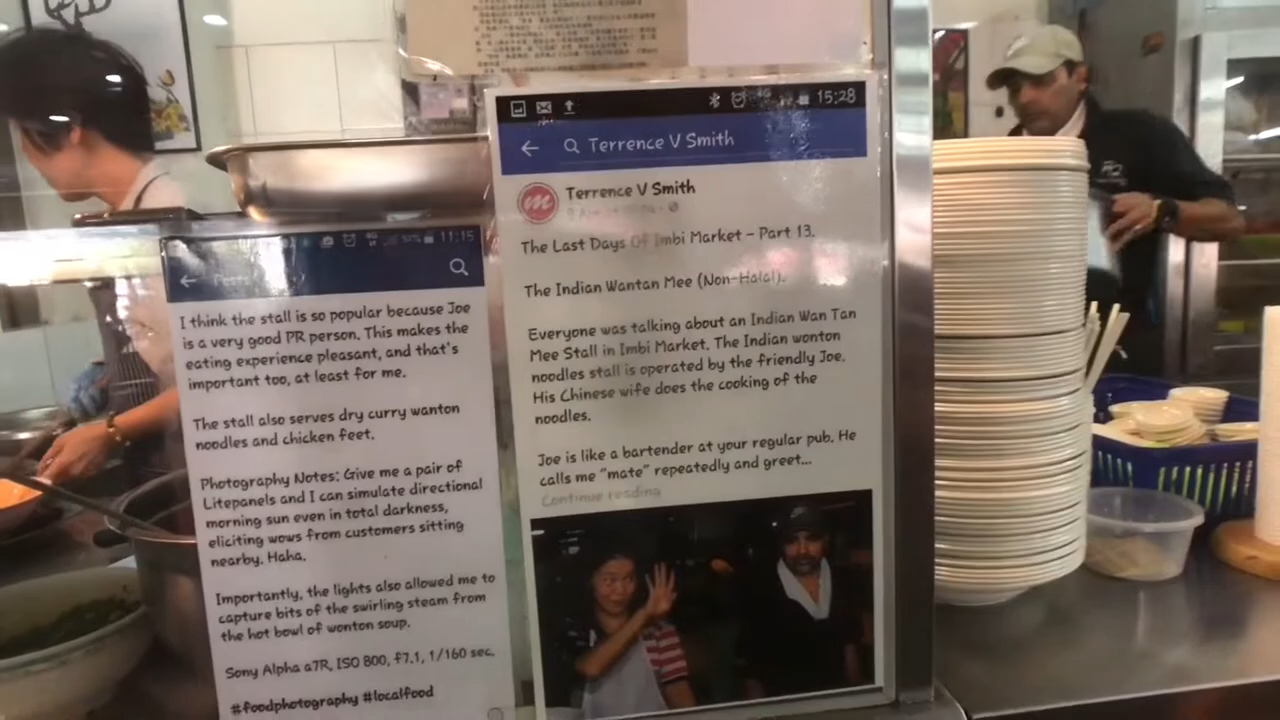 11:15
I think the stall is so popular because Joe
is a very good PR person. This makes the
eating experience pleasant, and that's
important too, at least for me.
The stall also serves dry curry wanton
noodles and chicken feet.
Photography Notes: Give me a pair of
Litepanels and I can simulate directional
morning sun even in total darkness,
eliciting wows from customers sitting
nearby. Haha.
Importantly, the lights also allowed me to
capture bits of the swirling steam from
the hot bowl of wonton soup.
Sony Alpha a7R, ISO 800, f7.1, 1/160 sec.
#foodphotography #localfood
15:28
Terrence V Smith
m
Terrence V Smith
The Last Days Of Imbi Market - Part 13.
The Indian Wantan Mee (Non-Halal).
Everyone was talking about an Indian Wan Tan
Mee Stall in Imbi Market. The Indian wonton
noodles stall is operated by the friendly Joe.
His Chinese wife does the cooking of the
noodles.
Joe is like a bartender at your regular pub. He
calls me "mate" repeatedly and greet...
Continue reading